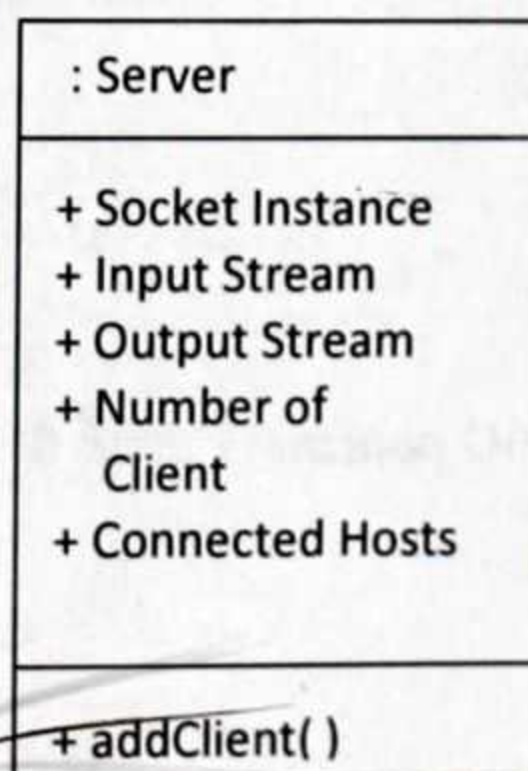 : Server
+ Socket Instance
+ Input Stream
+ Output Stream
+ Number of
Client
+ Connected Hosts
+ addClient( )